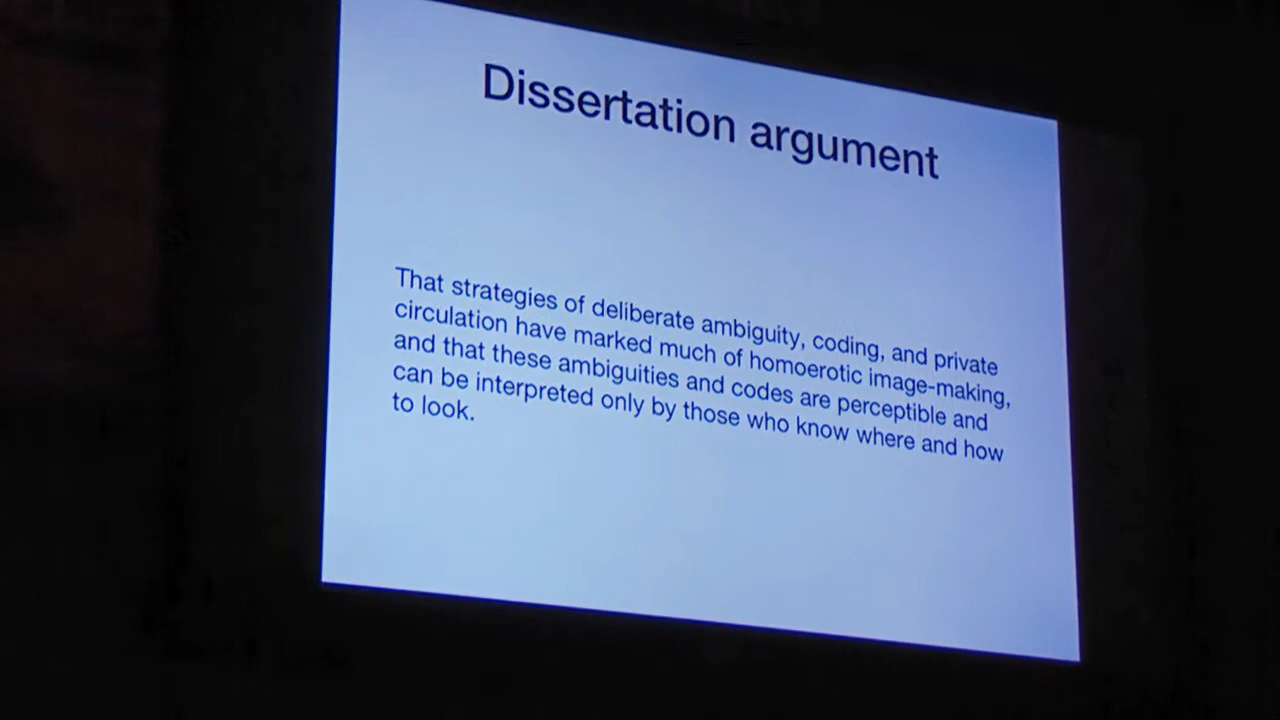 Dissertation argument
That strategies of deliberate ambiguity, coding, and private
circulation have marked much of homoerotic image-making,
and that these ambiguities and codes are perceptible and
can be interpreted only by those who know where and how
to look.